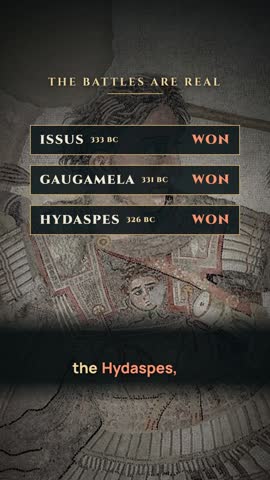 THE BATTLES ARE REAL
ISSUS 333 BC WON
GAUGAMELA 331 BC WON
HYDASPES 326 BC WON
the Hydaspes,